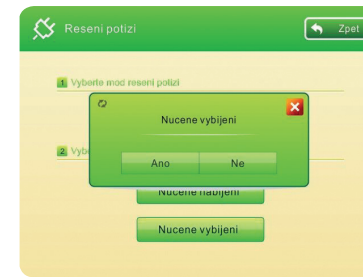 Reseni potizi
Zpet
1 Vyberte mod reseni potizi
Nucene vybijeni
2 Vyb
Ano Ne
Nucene nabijeni
Nucene vybijeni